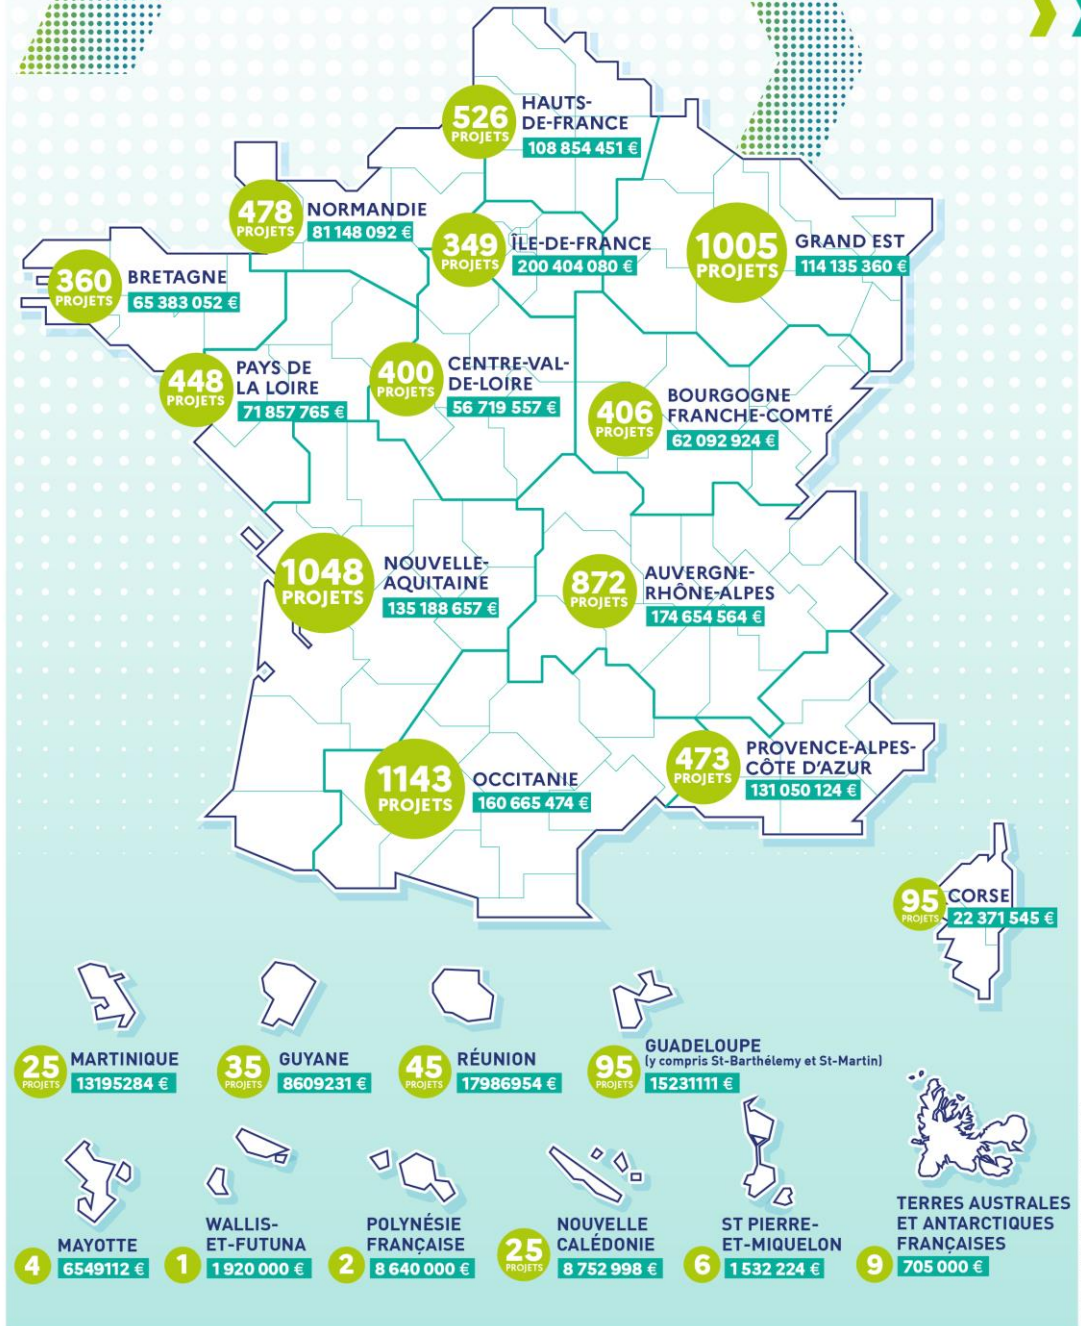 526
PROJETS
HAUTS-
DE-FRANCE
108 854 451 €
478
PROJETS
NORMANDIE
81 148 092 €
349
PROJETS
ÎLE-DE-FRANCE
200 404 080 €
1005
PROJETS
GRAND EST
114 135 360 €
360
PROJETS
BRETAGNE
65 383 052 €
448
PROJETS
PAYS DE
LA LOIRE
71 857 765 €
400
PROJETS
CENTRE-VAL-
DE-LOIRE
56 719 557 €
406
PROJETS
BOURGOGNE
FRANCHE-COMTÉ
62 092 924 €
1048
PROJETS
NOUVELLE-
AQUITAINE
135 188 657 €
872
PROJETS
AUVERGNE-
RHÔNE-ALPES
174 654 564 €
1143
PROJETS
OCCITANIE
160 665 474 €
473
PROJETS
PROVENCE-ALPES-
CÔTE D'AZUR
131 050 124 €
95
PROJETS
CORSE
22 371 545 €
25
PROJETS
MARTINIQUE
13195284 €
35
PROJETS
GUYANE
8609231 €
45
PROJETS
RÉUNION
17986954 €
95
PROJETS
GUADELOUPE
(y compris St-Barthélemy et St-Martin)
15231111 €
4
MAYOTTE
6549112 €
1
WALLIS-
ET-FUTUNA
1 920 000 €
2
POLYNÉSIE
FRANÇAISE
8 640 000 €
25
PROJETS
NOUVELLE
CALÉDONIE
8 752 998 €
6
ST PIERRE-
ET-MIQUELON
1 532 224 €
9
TERRES AUSTRALES
ET ANTARCTIQUES
FRANÇAISES
705 000 €